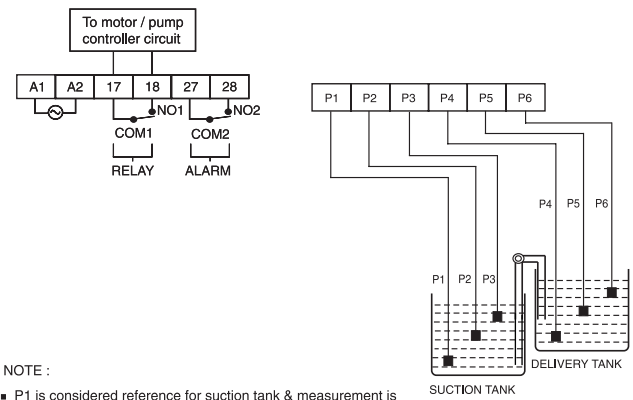 To motor / pump
controller circuit
A1 A2 17 18 27 28
NO1 NO2
COM1 COM2
RELAY ALARM
P1 P2 P3 P4 P5 P6
P4 P5 P6
P1 P2 P3
DELIVERY TANK
SUCTION TANK
NOTE :
▪ P1 is considered reference for suction tank & measurement is